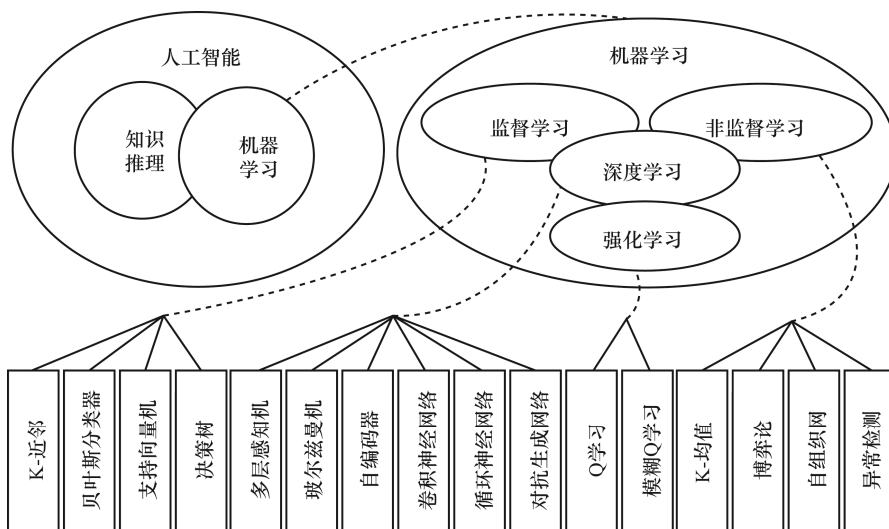 人工智能
知识
推理
机器
学习
机器学习
监督学习
非监督学习
深度学习
强化学习
K-近邻
贝叶斯分类器
支持向量机
决策树
多层感知机
玻尔兹曼机
自编码器
卷积神经网络
循环神经网络
对抗生成网络
Q学习
模糊Q学习
K-均值
博弈论
自组织网
异常检测